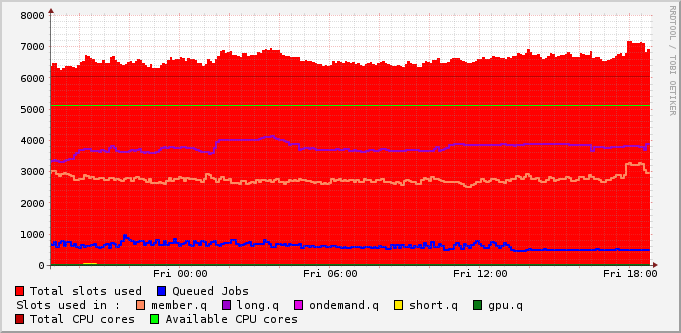 8000
7000
6000
5000
4000
3000
2000
1000
0
Fri 00:00 Fri 06:00 Fri 12:00 Fri 18:00
Total slots used Queued Jobs
Slots used in : member.q long.q ondemand.q short.q gpu.q
Total CPU cores Available CPU cores
RRDTOOL / TOBI OETIKER